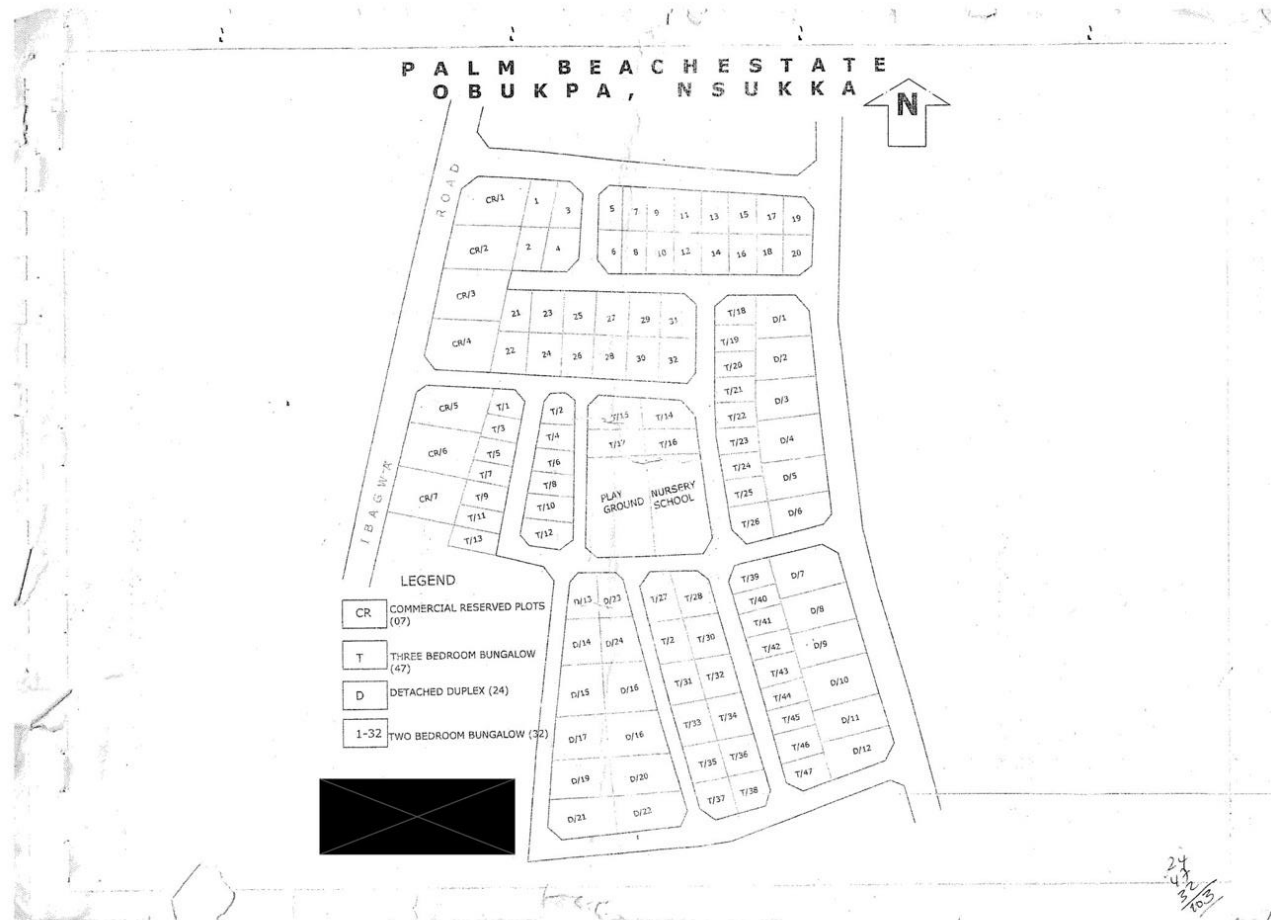 PALM BEACHESTATE
OBUKPA, NSUKKA
N
ROAD
CR/1 1 3
CR/2 2 4
CR/3
CR/4
5 7 9 11 13 15 17 19
6 8 10 12 14 16 18 20
21 23 25 27 29 31
22 24 26 28 30 32
T/18 D/1
T/19
T/20 D/2
T/21
T/22 D/3
T/23 D/4
T/24
T/25 D/5
T/26 D/6
CR/5 T/1
T/3
CR/6 T/5
T/7
CR/7 T/9
T/11
T/13
T/2
T/4
T/6
T/8
T/10
T/12
T/15 T/14
T/17 T/16
PLAY GROUND
NURSERY SCHOOL
IBAGWA
D/13 D/23
D/14 D/24
D/15 D/16
D/17 D/16
D/19 D/20
D/21 D/22
T/27 T/28
T/2 T/30
T/31 T/32
T/33 T/34
T/35 T/36
T/37 T/38
T/39 D/7
T/40
T/41 D/8
T/42 D/9
T/43
T/44 D/10
T/45 D/11
T/46 D/12
T/47
LEGEND
CR COMMERCIAL RESERVED PLOTS
(07)
T THREE BEDROOM BUNGALOW
(47)
D DETACHED DUPLEX (24)
1-32 TWO BEDROOM BUNGALOW (32)
24